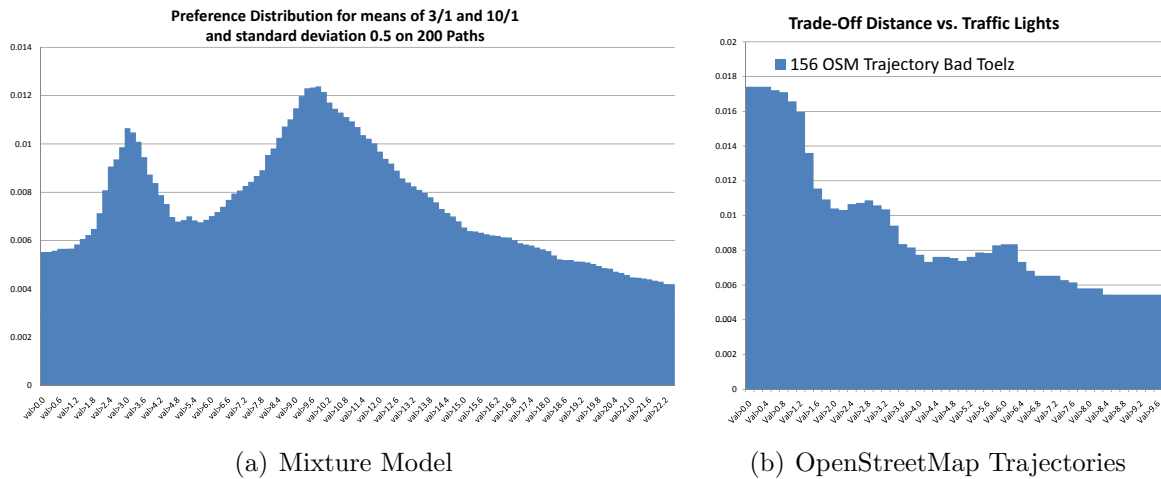 Preference Distribution for means of 3/1 and 10/1
and standard deviation 0.5 on 200 Paths
0.014
0.012
0.01
0.008
0.006
0.004
0.002
0
val>0.0 val>0.6 val>1.2 val>1.8 val>2.4 val>3.0 val>3.6 val>4.2 val>4.8 val>5.4 val>6.0 val>6.6 val>7.2 val>7.8 val>8.4 val>9.0 val>9.6 val>10.2 val>10.8 val>11.4 val>12.0 val>12.6 val>13.2 val>13.8 val>14.4 val>15.0 val>15.6 val>16.2 val>16.8 val>17.4 val>18.0 val>18.6 val>19.2 val>19.8 val>20.4 val>21.0 val>21.6 val>22.2
(a) Mixture Model
Trade-Off Distance vs. Traffic Lights
156 OSM Trajectory Bad Toelz
0.02
0.018
0.016
0.014
0.012
0.01
0.008
0.006
0.004
0.002
0
Val>0.0 Val>0.4 Val>0.8 Val>1.2 Val>1.6 Val>2.0 Val>2.4 Val>2.8 Val>3.2 Val>3.6 Val>4.0 Val>4.4 Val>4.8 Val>5.2 Val>5.6 Val>6.0 Val>6.4 Val>6.8 Val>7.2 Val>7.6 Val>8.0 Val>8.4 Val>8.8 Val>9.2 Val>9.6
(b) OpenStreetMap Trajectories